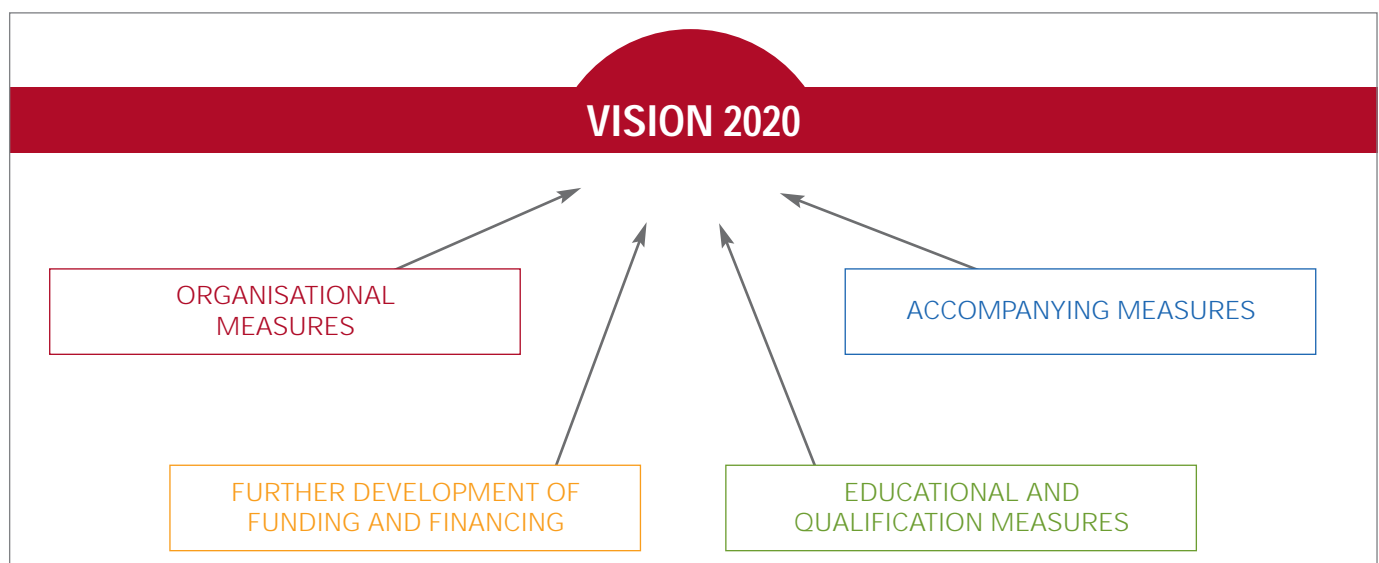 VISION 2020
ORGANISATIONAL
MEASURES
ACCOMPANYING MEASURES
FURTHER DEVELOPMENT OF
FUNDING AND FINANCING
EDUCATIONAL AND
QUALIFICATION MEASURES